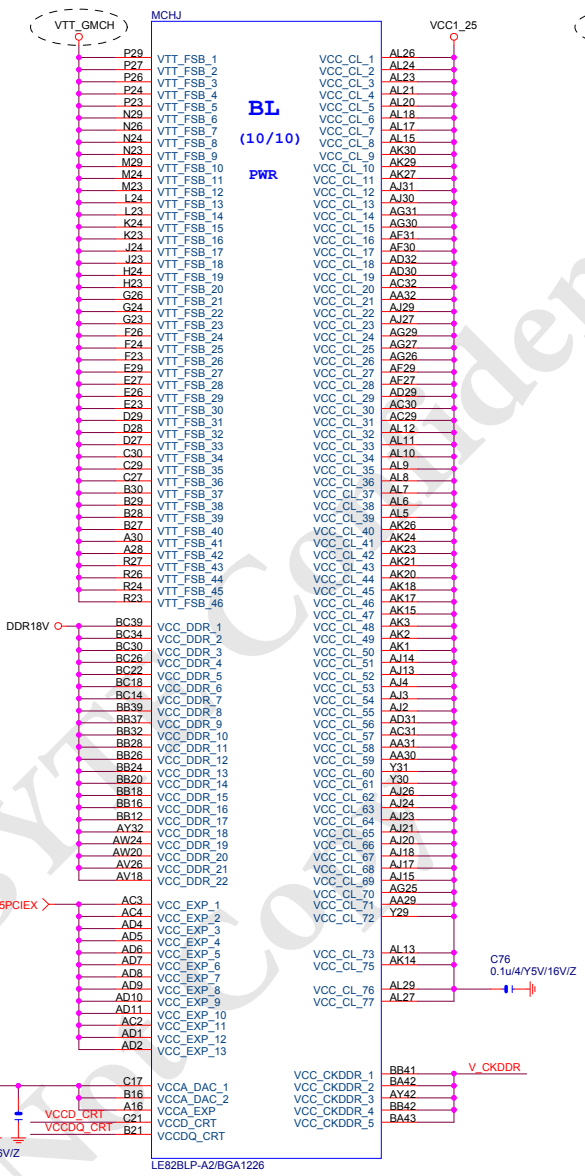 MCHJ
VTT_GMCH
VCC1_25
BL
(10/10)
PWR
P29 VTT_FSB_1
P27 VTT_FSB_2
P26 VTT_FSB_3
P24 VTT_FSB_4
P23 VTT_FSB_5
N29 VTT_FSB_6
N26 VTT_FSB_7
N24 VTT_FSB_8
N23 VTT_FSB_9
M29 VTT_FSB_10
M24 VTT_FSB_11
M23 VTT_FSB_12
L24 VTT_FSB_13
L23 VTT_FSB_14
K24 VTT_FSB_15
K23 VTT_FSB_16
J24 VTT_FSB_17
J23 VTT_FSB_18
H24 VTT_FSB_19
H23 VTT_FSB_20
G26 VTT_FSB_21
G24 VTT_FSB_22
G23 VTT_FSB_23
F26 VTT_FSB_24
F24 VTT_FSB_25
F23 VTT_FSB_26
E29 VTT_FSB_27
E27 VTT_FSB_28
E26 VTT_FSB_29
E23 VTT_FSB_30
D29 VTT_FSB_31
D28 VTT_FSB_32
D27 VTT_FSB_33
C30 VTT_FSB_34
C29 VTT_FSB_35
C27 VTT_FSB_36
B30 VTT_FSB_37
B29 VTT_FSB_38
B28 VTT_FSB_39
B27 VTT_FSB_40
A30 VTT_FSB_41
A28 VTT_FSB_42
R27 VTT_FSB_43
R26 VTT_FSB_44
R24 VTT_FSB_45
R23 VTT_FSB_46
DDR18V
BC39 VCC_DDR_1
BC34 VCC_DDR_2
BC30 VCC_DDR_3
BC26 VCC_DDR_4
BC22 VCC_DDR_5
BC18 VCC_DDR_6
BC14 VCC_DDR_7
BB39 VCC_DDR_8
BB37 VCC_DDR_9
BB32 VCC_DDR_10
BB28 VCC_DDR_11
BB26 VCC_DDR_12
BB24 VCC_DDR_13
BB20 VCC_DDR_14
BB18 VCC_DDR_15
BB16 VCC_DDR_16
BB12 VCC_DDR_17
AY32 VCC_DDR_18
AW24 VCC_DDR_19
AW20 VCC_DDR_20
AV26 VCC_DDR_21
AV18 VCC_DDR_22
5PCIEX
AC3 VCC_EXP_1
AC4 VCC_EXP_2
AD4 VCC_EXP_3
AD5 VCC_EXP_4
AD6 VCC_EXP_5
AD7 VCC_EXP_6
AD8 VCC_EXP_7
AD9 VCC_EXP_8
AD10 VCC_EXP_9
AD11 VCC_EXP_10
AC2 VCC_EXP_11
AD1 VCC_EXP_12
AD2 VCC_EXP_13
C17 VCCA_DAC_1
B16 VCCA_DAC_2
A16 VCCA_EXP
VCCD_CRT C21 VCCD_CRT
VCCDQ_CRT B21 VCCDQ_CRT
6V/Z
VCC_CL_1 AL26
VCC_CL_2 AL24
VCC_CL_3 AL23
VCC_CL_4 AL21
VCC_CL_5 AL20
VCC_CL_6 AL18
VCC_CL_7 AL17
VCC_CL_8 AL15
VCC_CL_9 AK30
VCC_CL_10 AK29
VCC_CL_11 AK27
VCC_CL_12 AJ31
VCC_CL_13 AJ30
VCC_CL_14 AG31
VCC_CL_15 AG30
VCC_CL_16 AF31
VCC_CL_17 AF30
VCC_CL_18 AD32
VCC_CL_19 AD30
VCC_CL_20 AC32
VCC_CL_21 AA32
VCC_CL_22 AJ29
VCC_CL_23 AJ27
VCC_CL_24 AG29
VCC_CL_25 AG27
VCC_CL_26 AG26
VCC_CL_27 AF29
VCC_CL_28 AF27
VCC_CL_29 AD29
VCC_CL_30 AC30
VCC_CL_31 AC29
VCC_CL_32 AL12
VCC_CL_33 AL11
VCC_CL_34 AL10
VCC_CL_35 AL9
VCC_CL_36 AL8
VCC_CL_37 AL7
VCC_CL_38 AL6
VCC_CL_39 AL5
VCC_CL_40 AK26
VCC_CL_41 AK24
VCC_CL_42 AK23
VCC_CL_43 AK21
VCC_CL_44 AK20
VCC_CL_45 AK18
VCC_CL_46 AK17
VCC_CL_47 AK15
VCC_CL_48 AK3
VCC_CL_49 AK2
VCC_CL_50 AK1
VCC_CL_51 AJ14
VCC_CL_52 AJ13
VCC_CL_53 AJ4
VCC_CL_54 AJ3
VCC_CL_55 AJ2
VCC_CL_56 AD31
VCC_CL_57 AC31
VCC_CL_58 AA31
VCC_CL_59 AA30
VCC_CL_60 Y31
VCC_CL_61 Y30
VCC_CL_62 AJ26
VCC_CL_63 AJ24
VCC_CL_64 AJ23
VCC_CL_65 AJ21
VCC_CL_66 AJ20
VCC_CL_67 AJ18
VCC_CL_68 AJ17
VCC_CL_69 AJ15
VCC_CL_70 AG25
VCC_CL_71 AA29
VCC_CL_72 Y29
VCC_CL_73 AL13
VCC_CL_75 AK14
VCC_CL_76 AL29
VCC_CL_77 AL27
C76
0.1u/4/Y5V/16V/Z
VCC_CKDDR_1 BB41 V_CKDDR
VCC_CKDDR_2 BA42
VCC_CKDDR_3 AY42
VCC_CKDDR_4 BB42
VCC_CKDDR_5 BA43
LE82BLP-A2/BGA1226